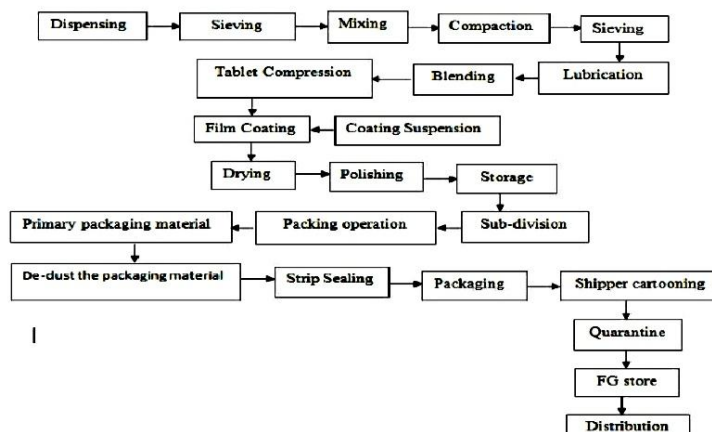 Dispensing
Sieving
Mixing
Compaction
Sieving
Lubrication
Blending
Tablet Compression
Film Coating
Coating Suspension
Drying
Polishing
Storage
Sub-division
Packing operation
Primary packaging material
De-dust the packaging material
Strip Sealing
Packaging
Shipper cartooning
Quarantine
FG store
Distribution